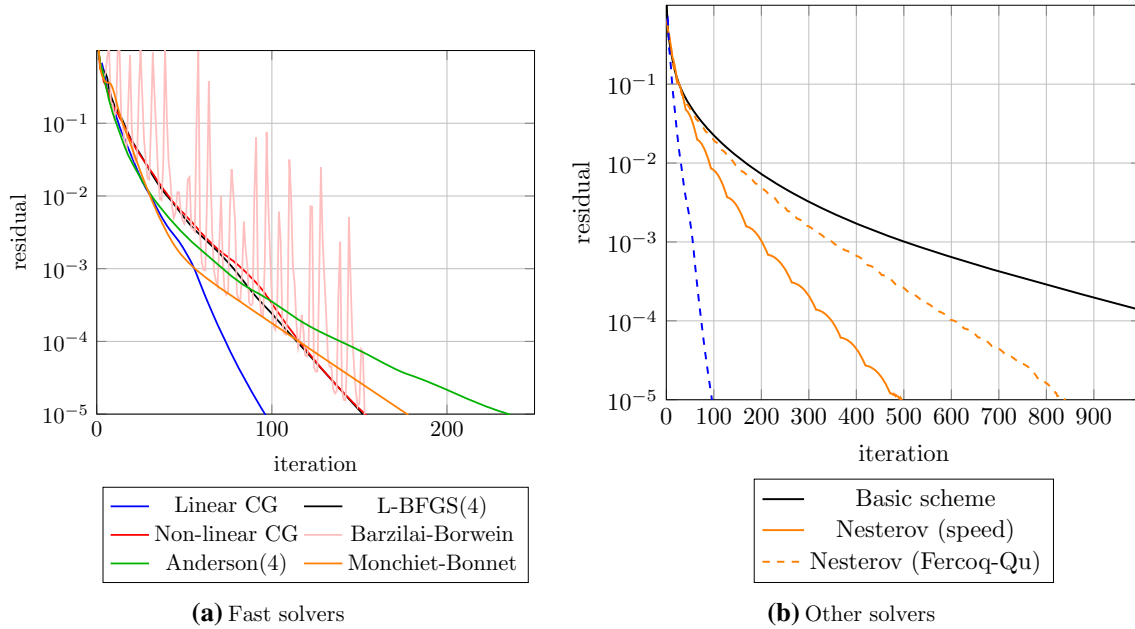 10⁻¹
10⁻²
10⁻³
10⁻⁴
10⁻⁵
residual
0 100 200
iteration
Linear CG L-BFGS(4)
Non-linear CG Barzilai-Borwein
Anderson(4) Monchiet-Bonnet
(a) Fast solvers
10⁻¹
10⁻²
10⁻³
10⁻⁴
10⁻⁵
residual
0 100 200 300 400 500 600 700 800 900
iteration
Basic scheme
Nesterov (speed)
Nesterov (Fercoq-Qu)
(b) Other solvers